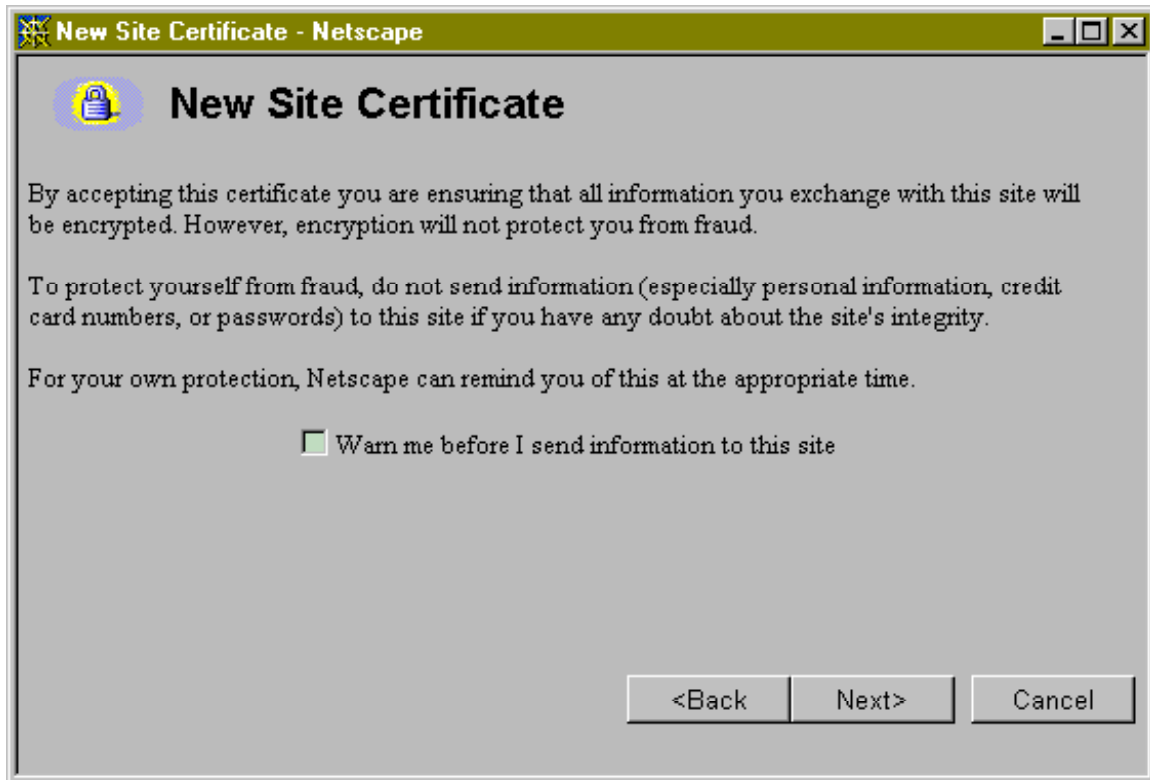 New Site Certificate - Netscape
New Site Certificate
By accepting this certificate you are ensuring that all information you exchange with this site will
be encrypted. However, encryption will not protect you from fraud.
To protect yourself from fraud, do not send information (especially personal information, credit
card numbers, or passwords) to this site if you have any doubt about the site's integrity.
For your own protection, Netscape can remind you of this at the appropriate time.
Warn me before I send information to this site
<Back Next> Cancel